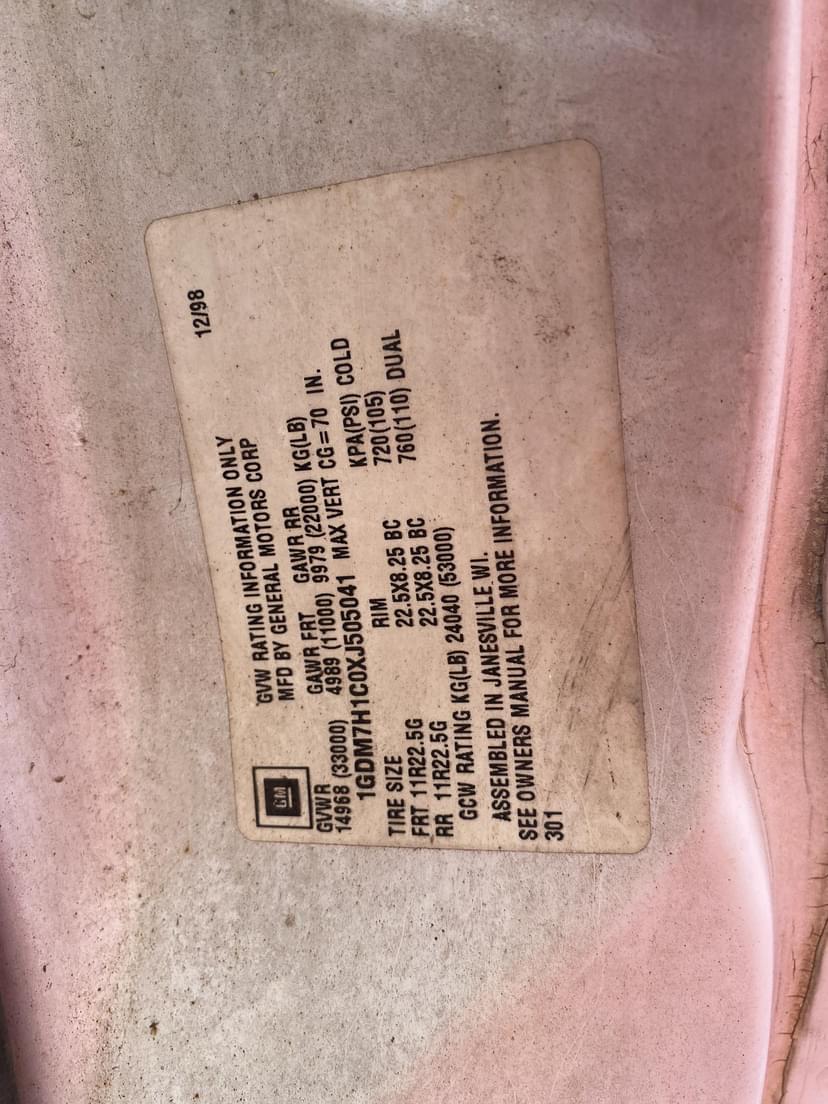 12/98
GVW RATING INFORMATION ONLY
MFD BY GENERAL MOTORS CORP
GM
GVWR GAWR FRT GAWR RR
14968 (33000) 4989 (11000) 9979 (22000) KG(LB)
1GDM7H1C0XJ505041 MAX VERT CG=70 IN.
TIRE SIZE RIM KPA(PSI) COLD
FRT 11R22.5G 22.5X8.25 BC 720(105)
RR 11R22.5G 22.5X8.25 BC 760(110) DUAL
GCW RATING KG(LB) 24040 (53000)
ASSEMBLED IN JANESVILLE WI.
SEE OWNERS MANUAL FOR MORE INFORMATION.
301